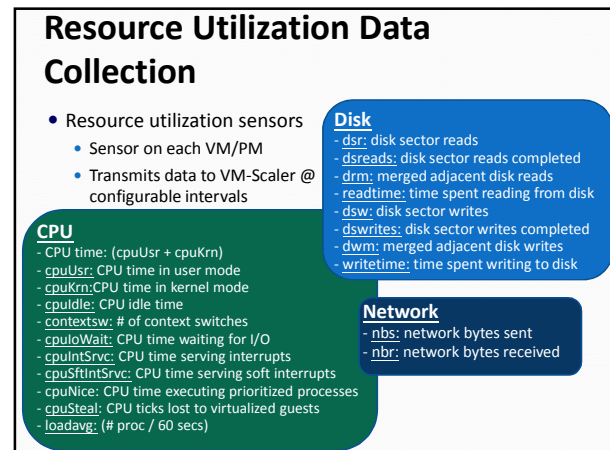 Resource Utilization Data
Collection
• Resource utilization sensors
• Sensor on each VM/PM
• Transmits data to VM-Scaler @
configurable intervals
Disk
- dsr: disk sector reads
- dsreads: disk sector reads completed
- drm: merged adjacent disk reads
- readtime: time spent reading from disk
- dsw: disk sector writes
- dswrites: disk sector writes completed
- dwm: merged adjacent disk writes
- writetime: time spent writing to disk
CPU
- CPU time: (cpuUsr + cpuKrn)
- cpuUsr: CPU time in user mode
- cpuKrn:CPU time in kernel mode
- cpuIdle: CPU idle time
- contextsw: # of context switches
- cpuIoWait: CPU time waiting for I/O
- cpuIntSrvc: CPU time serving interrupts
- cpuSftIntSrvc: CPU time serving soft interrupts
- cpuNice: CPU time executing prioritized processes
- cpuSteal: CPU ticks lost to virtualized guests
- loadavg: (# proc / 60 secs)
Network
- nbs: network bytes sent
- nbr: network bytes received